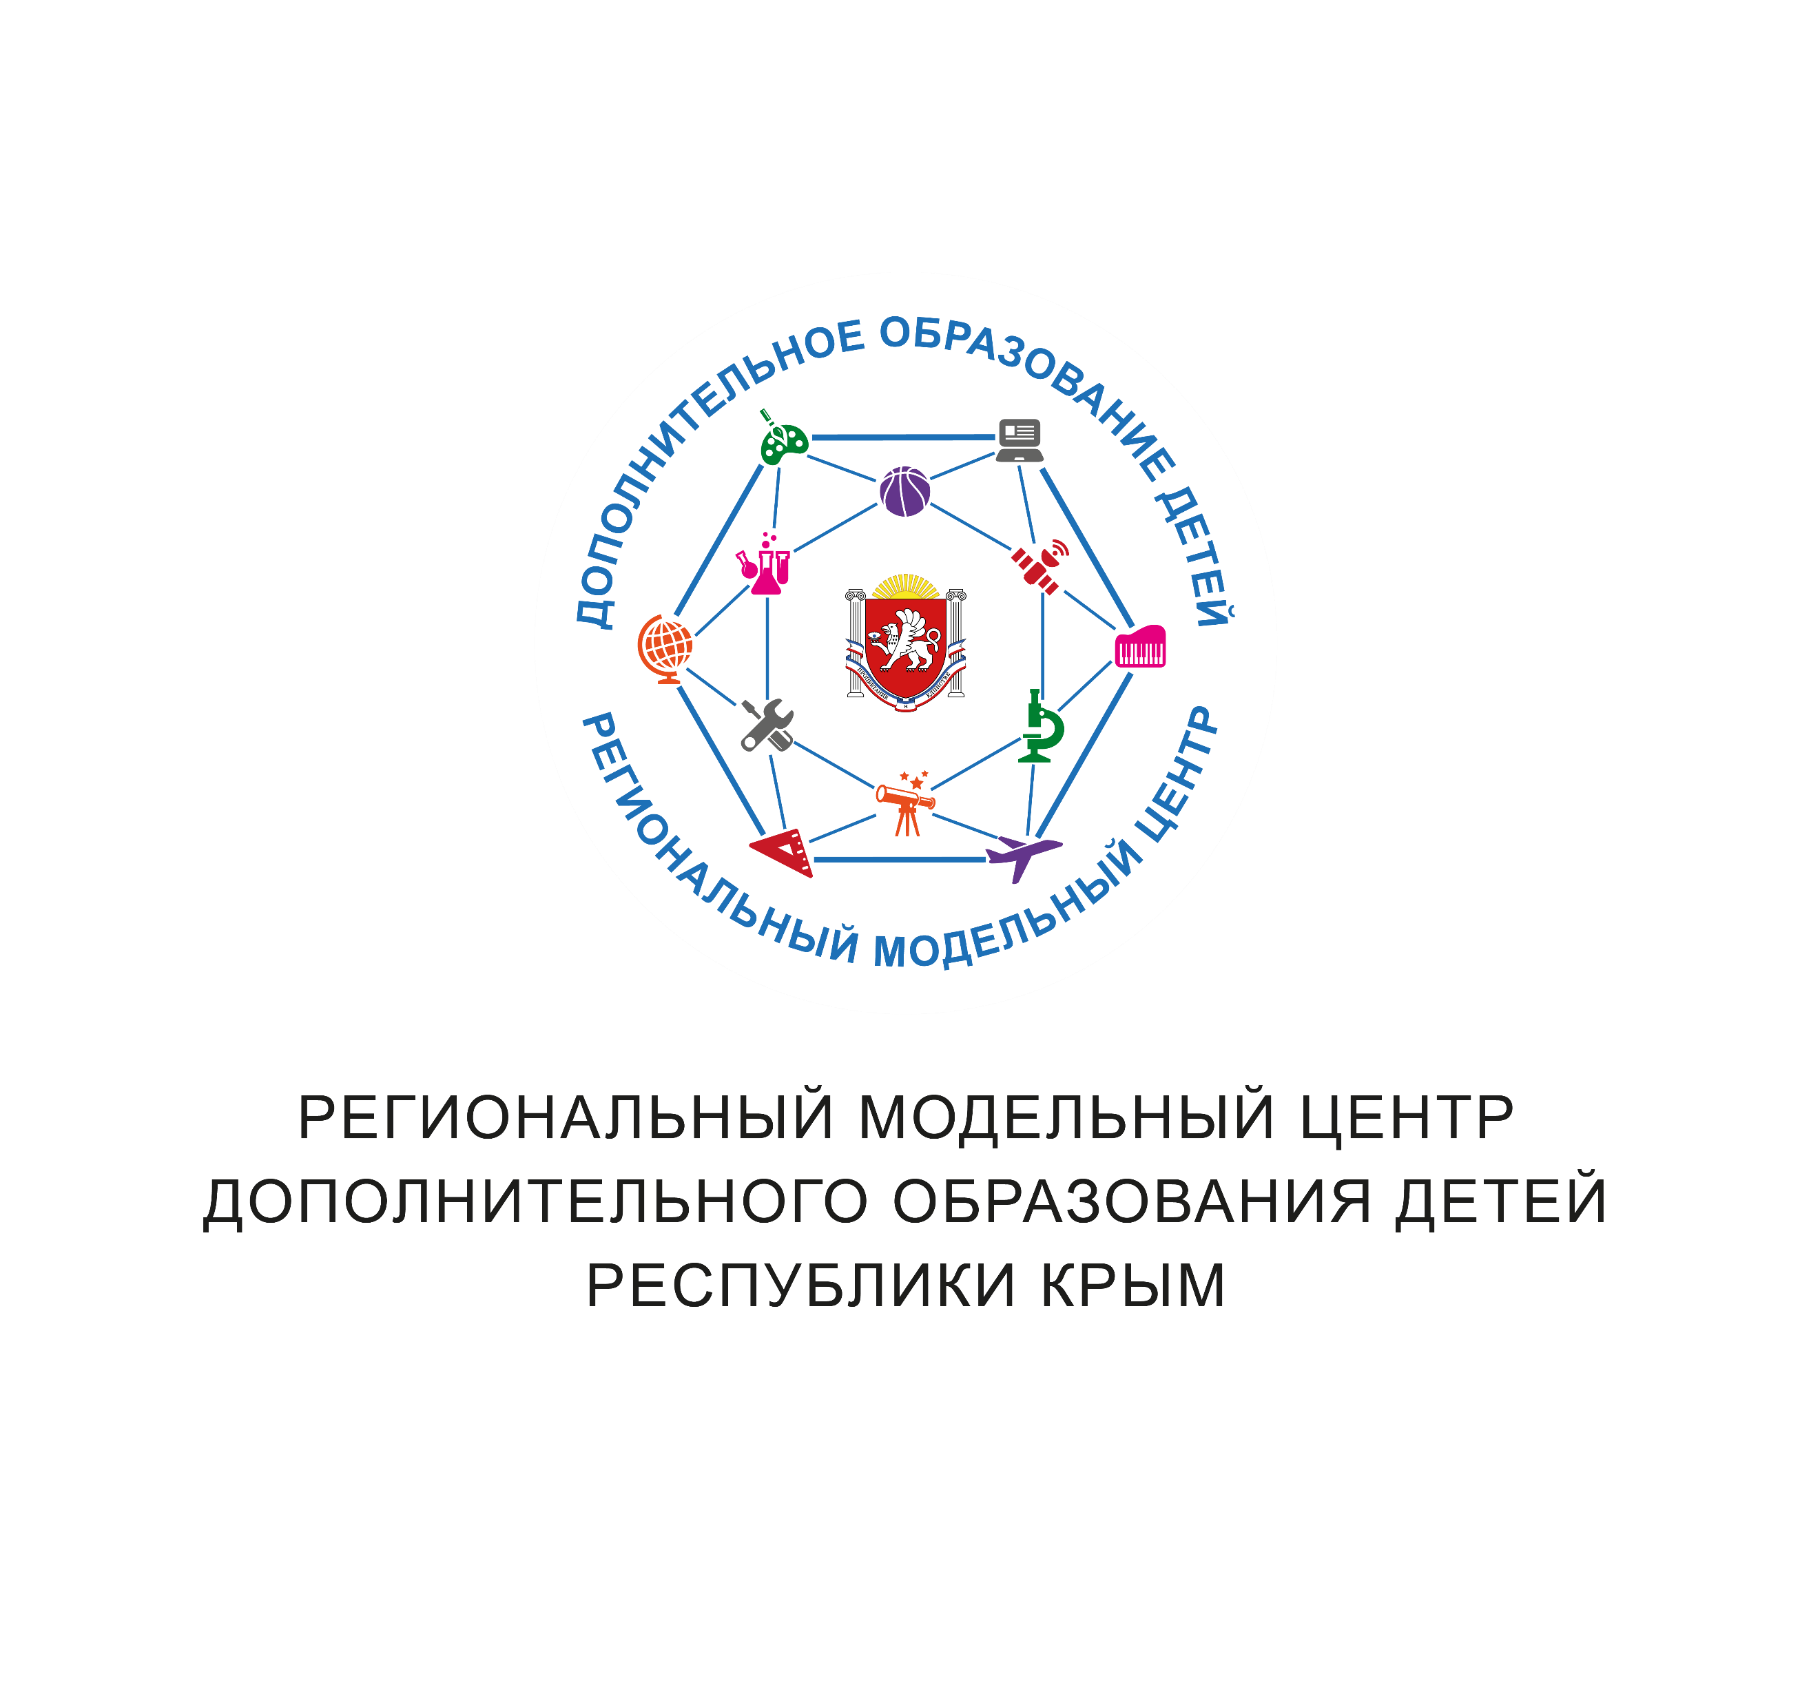 ДОПОЛНИТЕЛЬНОЕ ОБРАЗОВАНИЕ ДЕТЕЙ
РЕГИОНАЛЬНЫЙ МОДЕЛЬНЫЙ ЦЕНТР
РЕГИОНАЛЬНЫЙ МОДЕЛЬНЫЙ ЦЕНТР
ДОПОЛНИТЕЛЬНОГО ОБРАЗОВАНИЯ ДЕТЕЙ
РЕСПУБЛИКИ КРЫМ